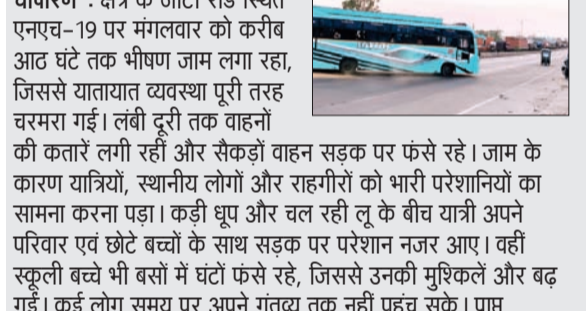 चौपारण : क्षेत्र के जीटी रोड स्थित
एनएच-19 पर मंगलवार को करीब
आठ घंटे तक भीषण जाम लगा रहा,
जिससे यातायात व्यवस्था पूरी तरह
चरमरा गई। लंबी दूरी तक वाहनों
की कतारें लगी रहीं और सैकड़ों वाहन सड़क पर फंसे रहे। जाम के
कारण यात्रियों, स्थानीय लोगों और राहगीरों को भारी परेशानियों का
सामना करना पड़ा। कड़ी धूप और चल रही लू के बीच यात्री अपने
परिवार एवं छोटे बच्चों के साथ सड़क पर परेशान नजर आए। वहीं
स्कूली बच्चे भी बसों में घंटों फंसे रहे, जिससे उनकी मुश्किलें और बढ़
गईं। कई लोग समय पर अपने गंतव्य तक नहीं पहुंच सके। प्राप्त